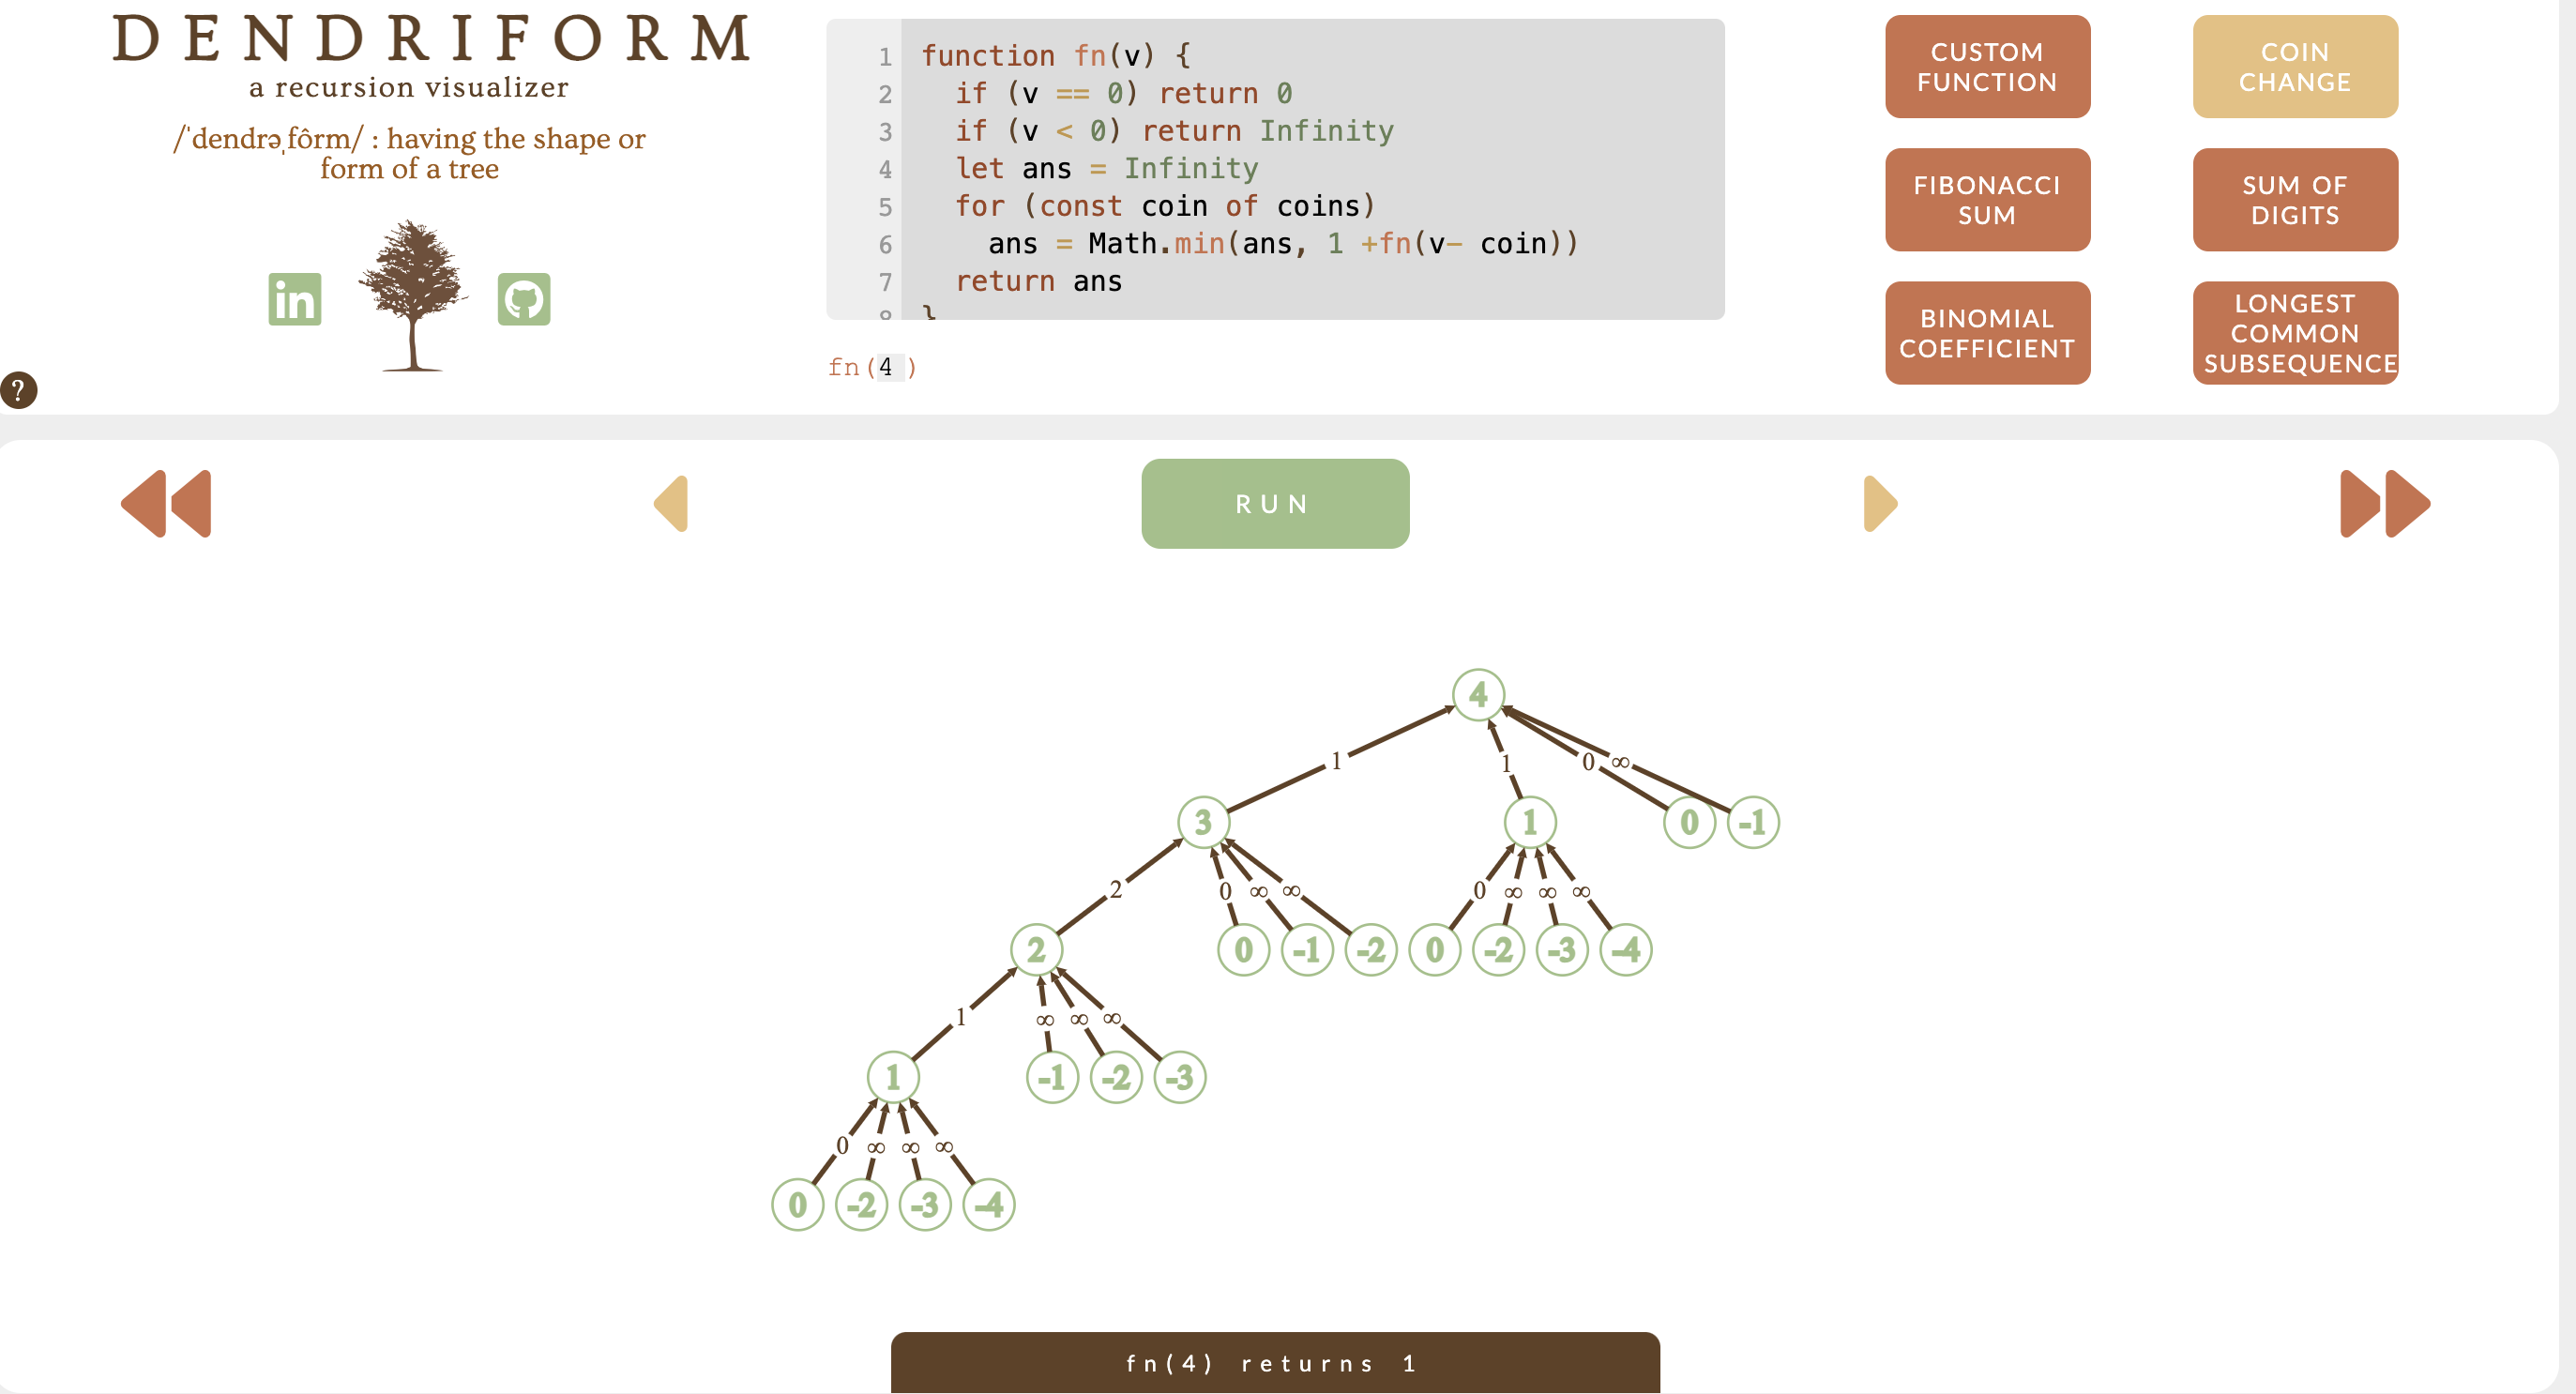 DENDRIFORM
a recursion visualizer
/ˈdendrəˌfôrm/ : having the shape or
form of a tree
in
?
1 function fn(v) {
2 if (v == 0) return 0
3 if (v < 0) return Infinity
4 let ans = Infinity
5 for (const coin of coins)
6 ans = Math.min(ans, 1 +fn(v- coin))
7 return ans
8 }
fn(4 )
CUSTOM
FUNCTION
COIN
CHANGE
FIBONACCI
SUM
SUM OF
DIGITS
BINOMIAL
COEFFICIENT
LONGEST
COMMON
SUBSEQUENCE
RUN
4
1 1 0 ∞
3 1 0 -1
2 0 ∞ ∞ 0 ∞ ∞ ∞
2 0 -1 -2 0 -2 -3 -4
1 ∞ ∞ ∞
1 -1 -2 -3
0 ∞ ∞ ∞
0 -2 -3 -4
fn(4) returns 1